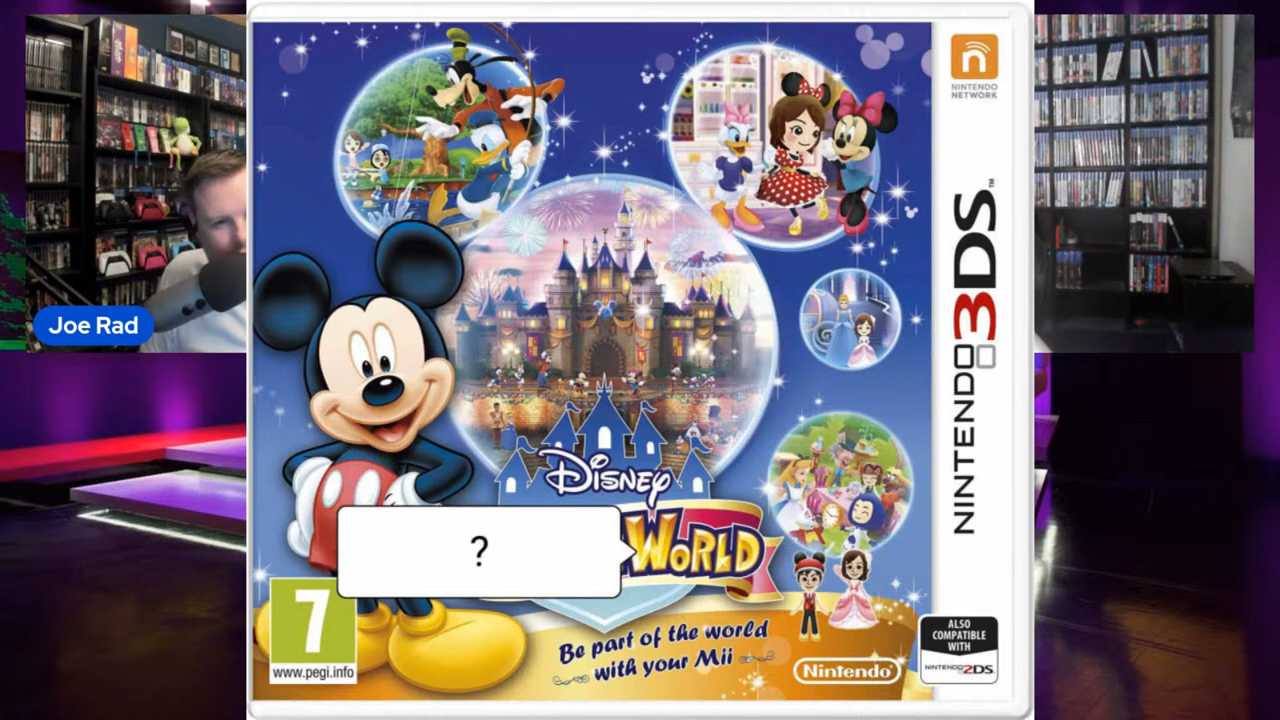 NINTENDO
NETWORK
NINTENDO 3DS™
Joe Rad
Disney
?
World
7
www.pegi.info
Be part of the world
with your Mii
Nintendo®
ALSO
COMPATIBLE
WITH
NINTENDO 2DS